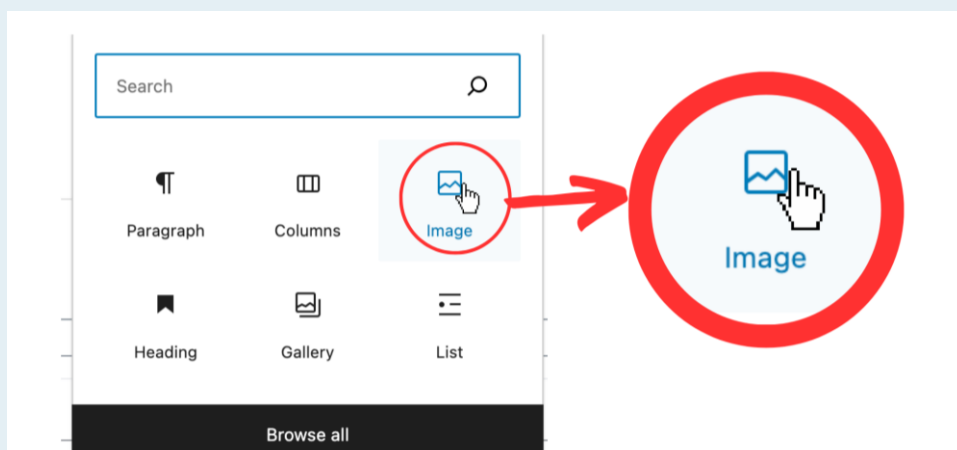 Search
Paragraph Columns Image
Image
Heading Gallery List
Browse all